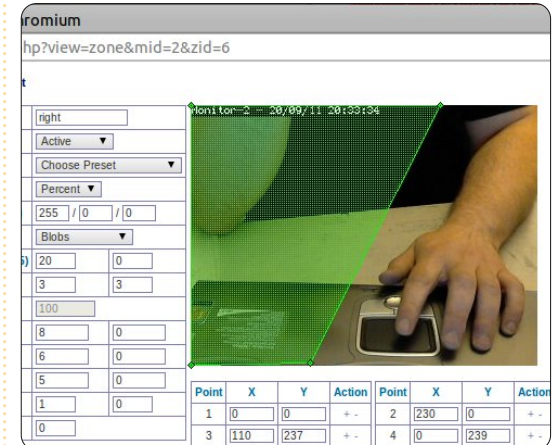 hromium
hp?view=zone&mid=2&zid=6
t
right
Active
Choose Preset
Percent
255 / 0 / 0
Blobs
5) 20 0
3 3
100
8 0
6 0
5 0
1 0
0
Monitor-2 - 20/09/11 20:33:34
Point X Y Action Point X Y Action
1 0 0 + - 2 230 0 + -
3 110 237 + - 4 0 239 + -